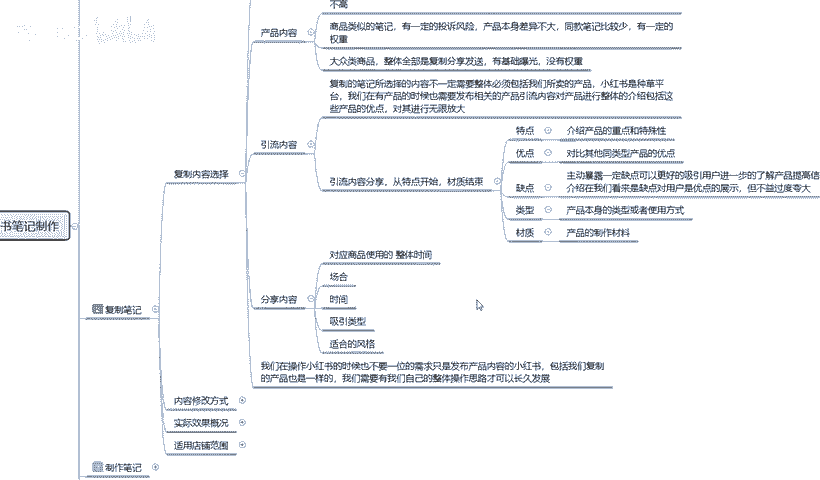 不高
产品内容
商品类似的笔记，有一定的投诉风险，产品本身差异不大，同款笔记比较少，有一定的
权重
大众类商品，整体全部是复制分享发送，有基础曝光，没有权重
复制的笔记所选择的内容不一定需要整体必须包括我们所卖的产品，小红书是种草平
台，我们在有产品的时候也需要发布相关的产品引流内容对产品进行整体的介绍包括这
些产品的优点，对其进行无限放大
引流内容
特点
介绍产品的重点和特殊性
优点
对比其他同类型产品的优点
复制内容选择
引流内容分享，从特点开始，材质结束
缺点
主动暴露一定缺点可以更好的吸引用户进一步的了解产品提高信
介绍在我们看来是缺点对用户是优点的展示，但不益过度夸大
类型
产品本身的类型或者使用方式
书笔记制作
材质
产品的制作材料
对应商品使用的 整体时间
场合
分享内容
时间
复制笔记
吸引类型
适合的风格
我们在操作小红书的时候也不要一位的需求只是发布产品内容的小红书，包括我们复制
的产品也是一样的，我们需要有我们自己的整体操作思路才可以长久发展
内容修改方式
实际效果概况
适用店铺范围
制作笔记